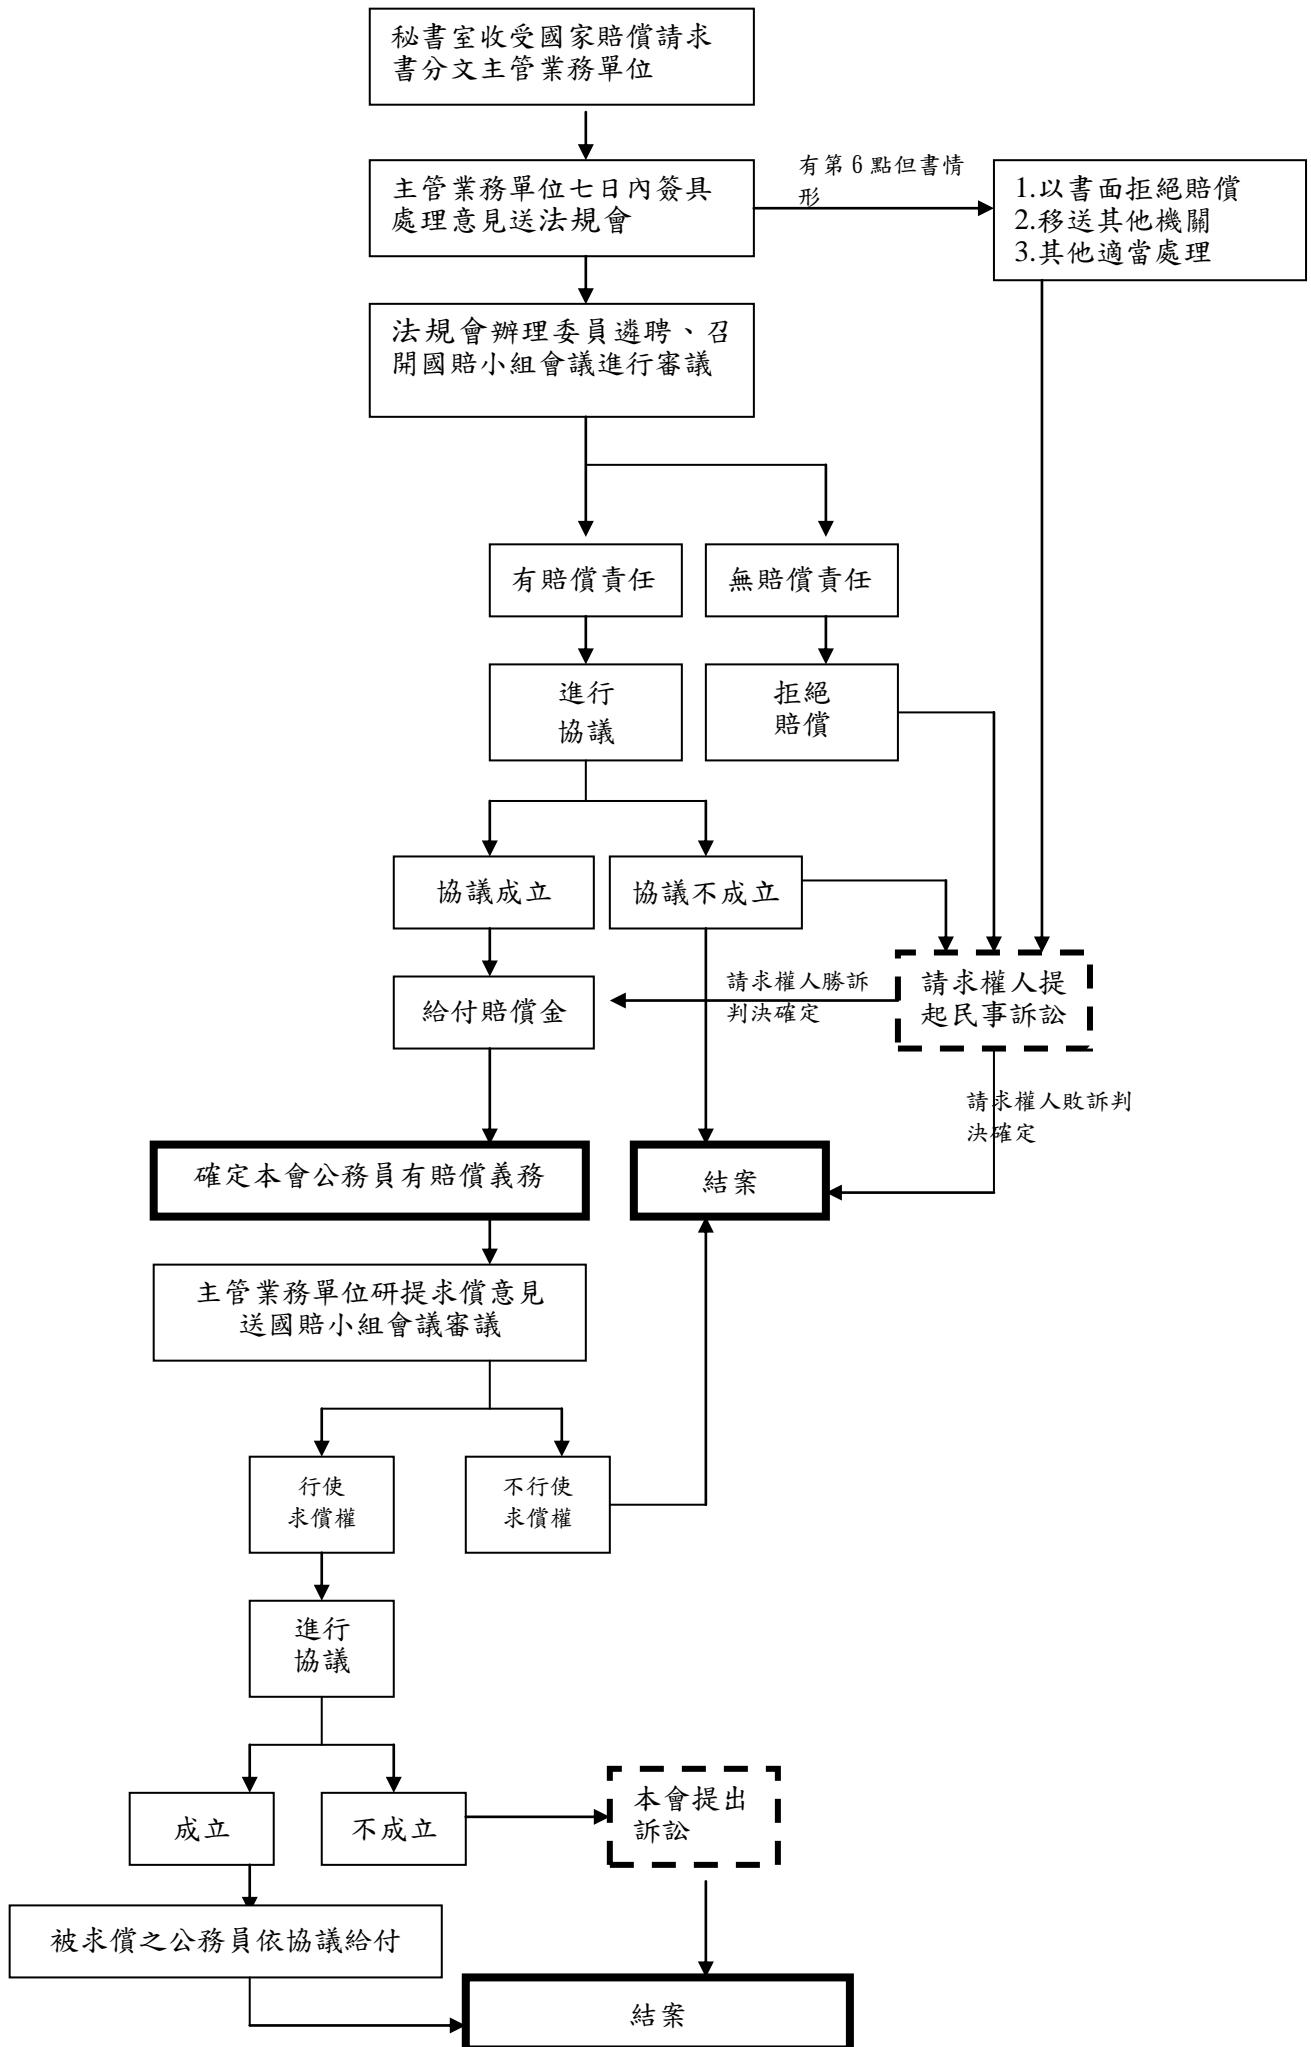 秘書室收受國家賠償請求
書分文主管業務單位
主管業務單位七日內簽具
處理意見送法規會
有第 6 點但書情
形
1.以書面拒絕賠償
2.移送其他機關
3.其他適當處理
法規會辦理委員遴聘、召
開國賠小組會議進行審議
有賠償責任
無賠償責任
進行
協議
拒絕
賠償
協議成立
協議不成立
給付賠償金
請求權人勝訴
判決確定
請求權人提
起民事訴訟
請求權人敗訴判
決確定
確定本會公務員有賠償義務
結案
主管業務單位研提求償意見
送國賠小組會議審議
行使
求償權
不行使
求償權
進行
協議
成立
不成立
本會提出
訴訟
被求償之公務員依協議給付
結案